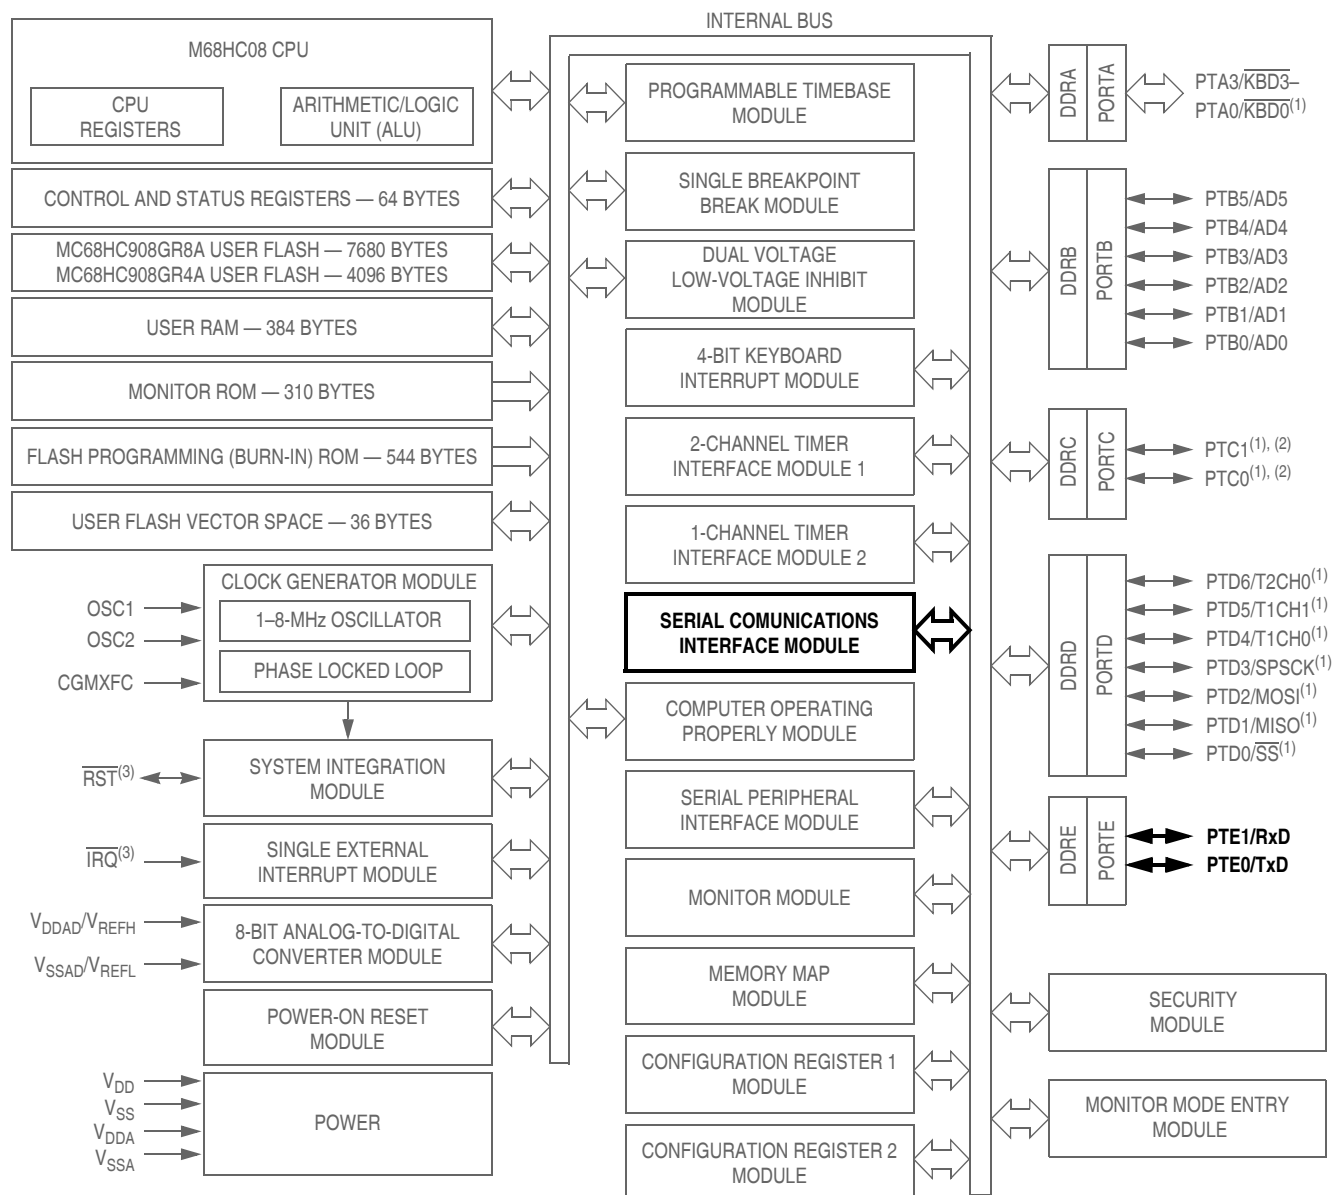 INTERNAL BUS
M68HC08 CPU
CPU
REGISTERS
ARITHMETIC/LOGIC
UNIT (ALU)
CONTROL AND STATUS REGISTERS — 64 BYTES
MC68HC908GR8A USER FLASH — 7680 BYTES
MC68HC908GR4A USER FLASH — 4096 BYTES
USER RAM — 384 BYTES
MONITOR ROM — 310 BYTES
FLASH PROGRAMMING (BURN-IN) ROM — 544 BYTES
USER FLASH VECTOR SPACE — 36 BYTES
CLOCK GENERATOR MODULE
1–8-MHz OSCILLATOR
PHASE LOCKED LOOP
OSC1
OSC2
CGMXFC
SYSTEM INTEGRATION
MODULE
RST(3)
SINGLE EXTERNAL
INTERRUPT MODULE
IRQ(3)
8-BIT ANALOG-TO-DIGITAL
CONVERTER MODULE
VDDAD/VREFH
VSSAD/VREFL
POWER-ON RESET
MODULE
POWER
VDD
VSS
VDDA
VSSA
PROGRAMMABLE TIMEBASE
MODULE
SINGLE BREAKPOINT
BREAK MODULE
DUAL VOLTAGE
LOW-VOLTAGE INHIBIT
MODULE
4-BIT KEYBOARD
INTERRUPT MODULE
2-CHANNEL TIMER
INTERFACE MODULE 1
1-CHANNEL TIMER
INTERFACE MODULE 2
SERIAL COMUNICATIONS
INTERFACE MODULE
COMPUTER OPERATING
PROPERLY MODULE
SERIAL PERIPHERAL
INTERFACE MODULE
MONITOR MODULE
MEMORY MAP
MODULE
CONFIGURATION REGISTER 1
MODULE
CONFIGURATION REGISTER 2
MODULE
DDRA
PORTA
PTA3/KBD3–
PTA0/KBD0(1)
DDRB
PORTB
PTB5/AD5
PTB4/AD4
PTB3/AD3
PTB2/AD2
PTB1/AD1
PTB0/AD0
DDRC
PORTC
PTC1(1), (2)
PTC0(1), (2)
DDRD
PORTD
PTD6/T2CH0(1)
PTD5/T1CH1(1)
PTD4/T1CH0(1)
PTD3/SPSCK(1)
PTD2/MOSI(1)
PTD1/MISO(1)
PTD0/SS(1)
DDRE
PORTE
PTE1/RxD
PTE0/TxD
SECURITY
MODULE
MONITOR MODE ENTRY
MODULE